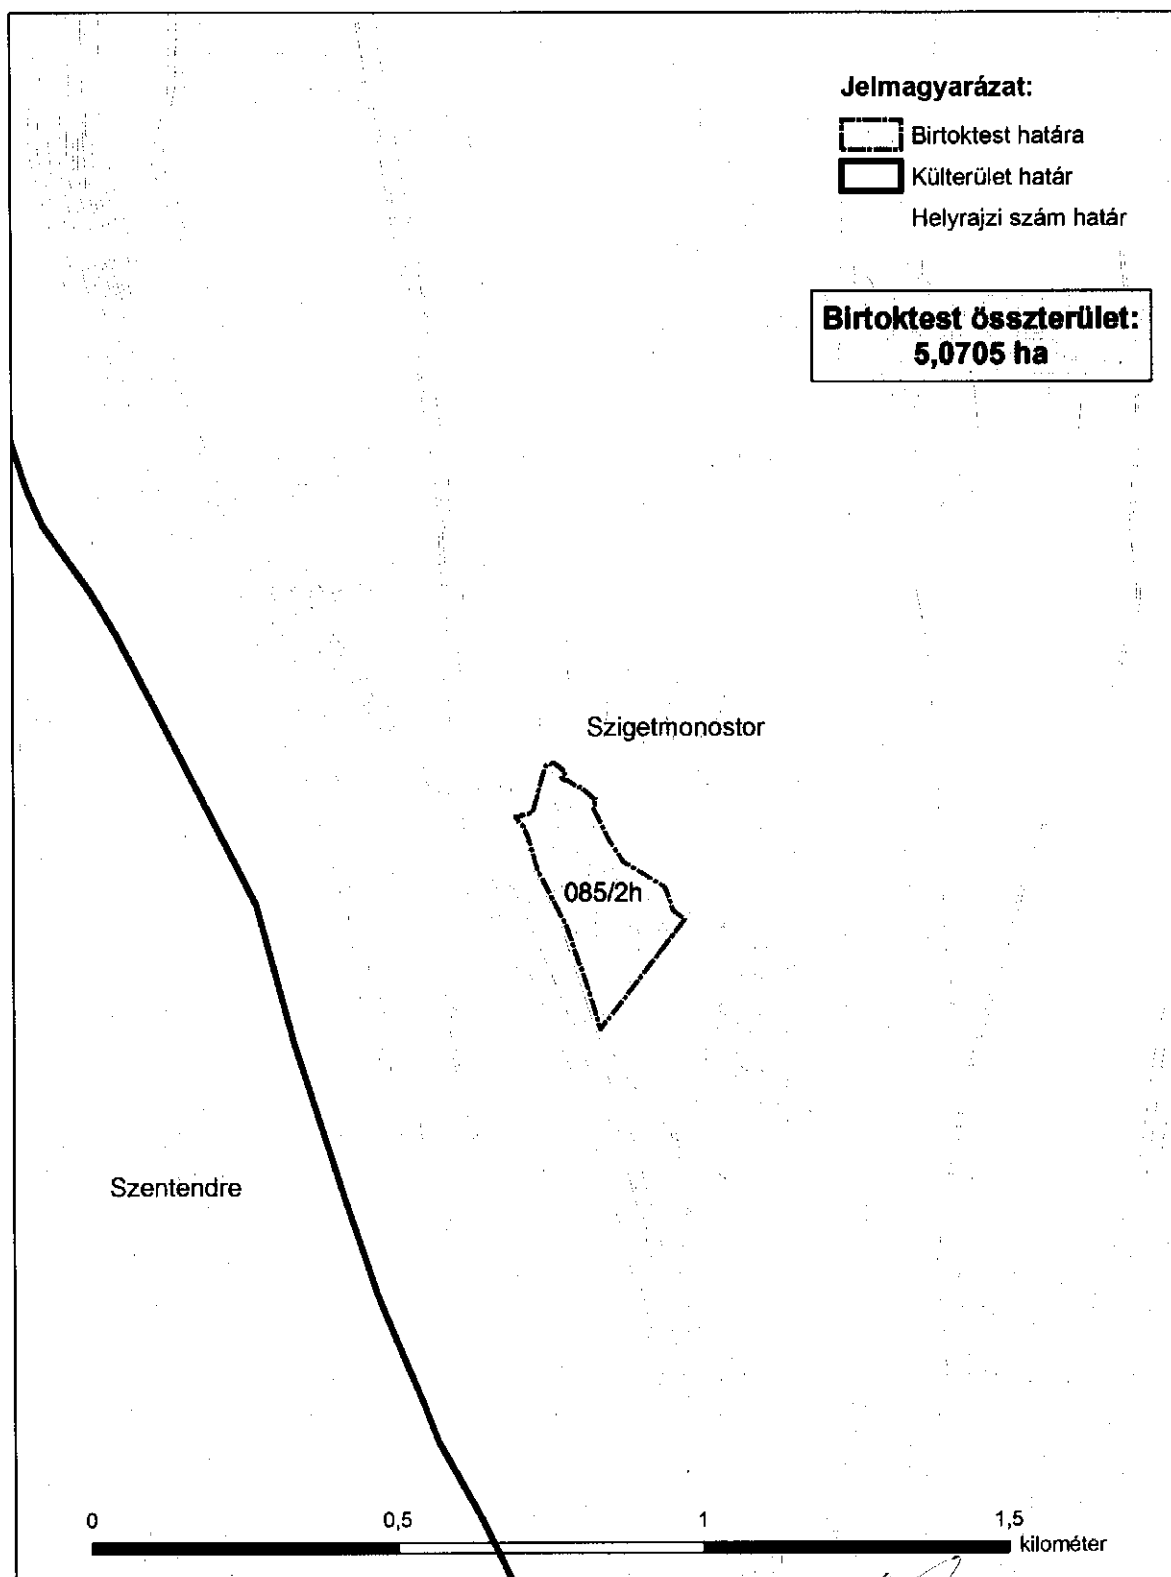 Jelmagyarázat:
Birtoktest határa
Külterület határ
Helyrajzi szám határ
Birtoktest összterület:
5,0705 ha
Szigetmonostor
085/2h
Szentendre
0 0,5 1 1,5
kilométer